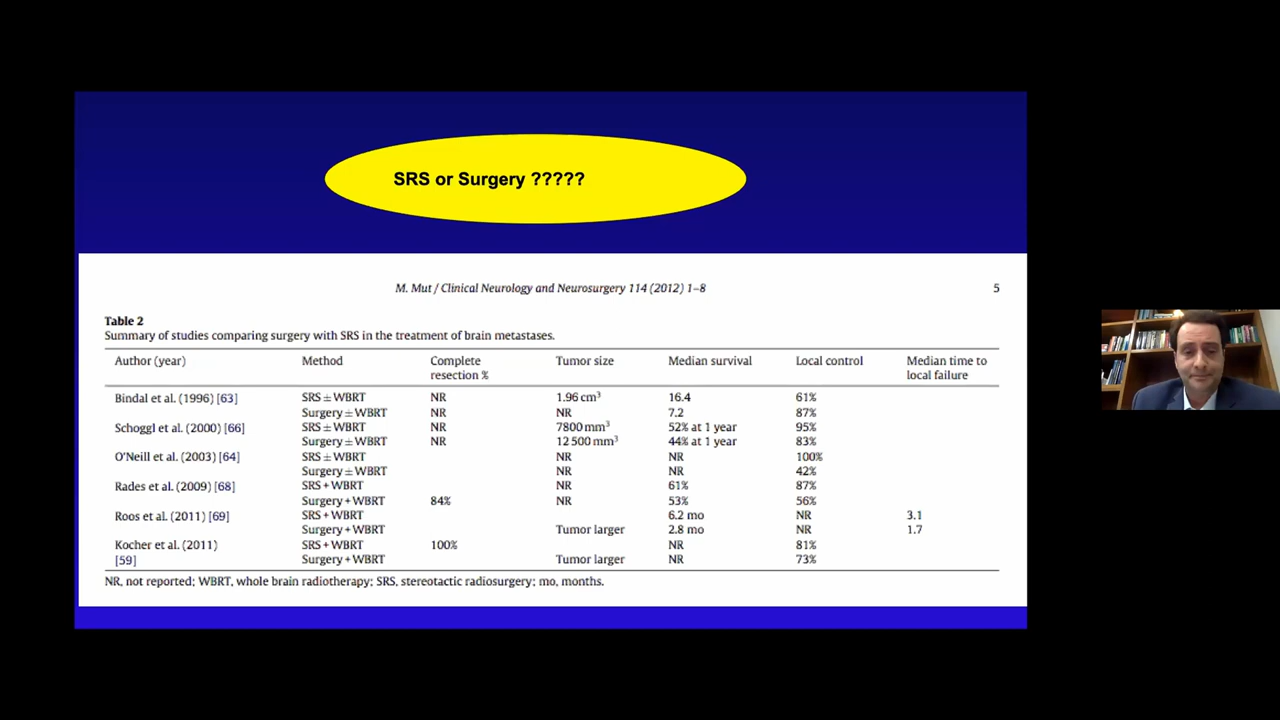 SRS or Surgery ?????
M. Mut / Clinical Neurology and Neurosurgery 114 (2012) 1–8 5
Table 2
Summary of studies comparing surgery with SRS in the treatment of brain metastases.
Author (year) Method Complete resection % Tumor size Median survival Local control Median time to local failure
Bindal et al. (1996) [63] SRS ± WBRT NR 1.96 cm³ 16.4 61%
Surgery ± WBRT NR NR 7.2 87%
Schoggl et al. (2000) [66] SRS ± WBRT NR 7800 mm³ 52% at 1 year 95%
Surgery ± WBRT NR 12 500 mm³ 44% at 1 year 83%
O'Neill et al. (2003) [64] SRS ± WBRT NR NR 100%
Surgery ± WBRT NR NR 42%
Rades et al. (2009) [68] SRS + WBRT NR 61% 87%
Surgery + WBRT 84% NR 53% 56%
Roos et al. (2011) [69] SRS + WBRT 6.2 mo NR 3.1
Surgery + WBRT Tumor larger 2.8 mo NR 1.7
Kocher et al. (2011) SRS + WBRT 100% NR 81%
[59] Surgery + WBRT Tumor larger NR 73%
NR, not reported; WBRT, whole brain radiotherapy; SRS, stereotactic radiosurgery; mo, months.